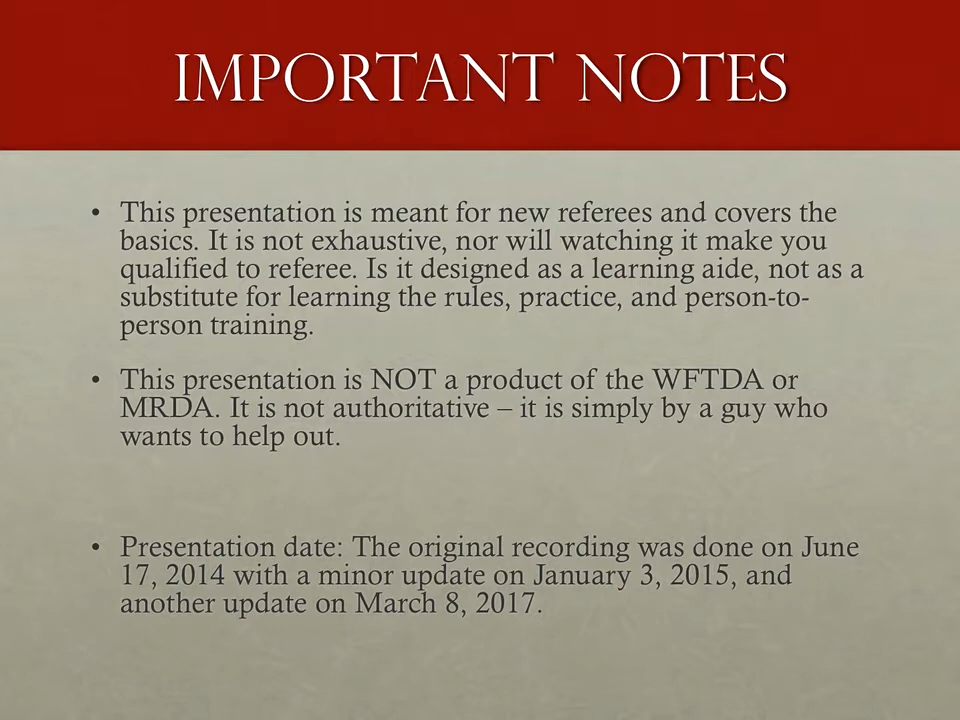 IMPORTANT NOTES
• This presentation is meant for new referees and covers the
basics. It is not exhaustive, nor will watching it make you
qualified to referee. Is it designed as a learning aide, not as a
substitute for learning the rules, practice, and person-to-
person training.
• This presentation is NOT a product of the WFTDA or
MRDA. It is not authoritative – it is simply by a guy who
wants to help out.
• Presentation date: The original recording was done on June
17, 2014 with a minor update on January 3, 2015, and
another update on March 8, 2017.